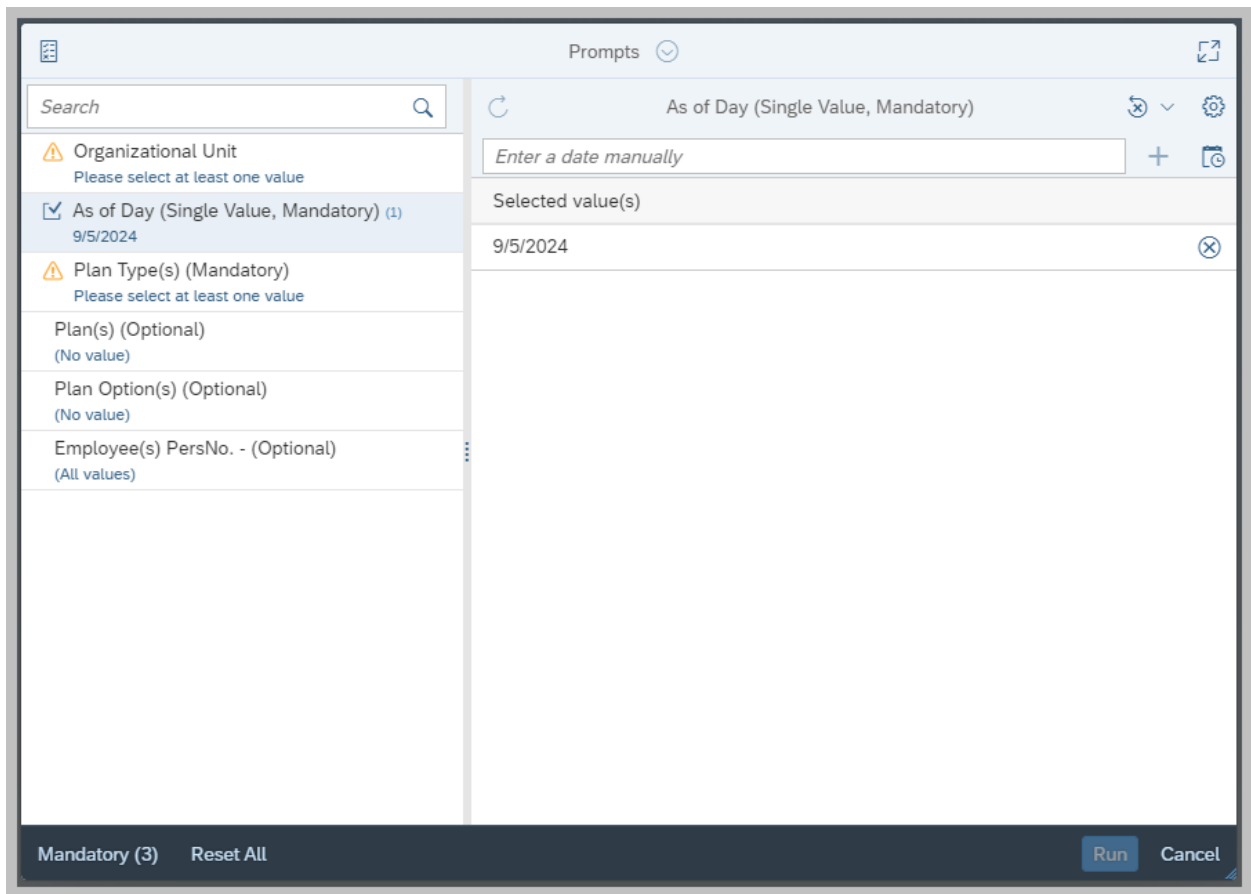 Prompts
Search
Organizational Unit
Please select at least one value
As of Day (Single Value, Mandatory) (1)
9/5/2024
Plan Type(s) (Mandatory)
Please select at least one value
Plan(s) (Optional)
(No value)
Plan Option(s) (Optional)
(No value)
Employee(s) PersNo. - (Optional)
(All values)
As of Day (Single Value, Mandatory)
Enter a date manually
Selected value(s)
9/5/2024
Mandatory (3) Reset All Run Cancel